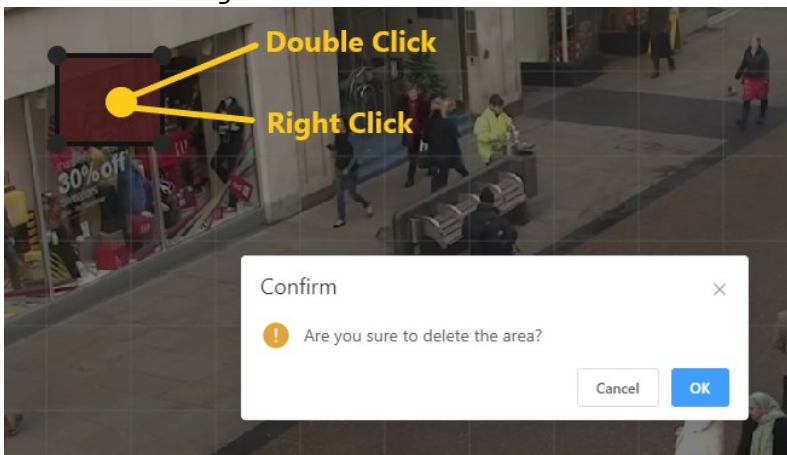 Double Click
Right Click
30% off
Confirm
Are you sure to delete the area?
Cancel
OK